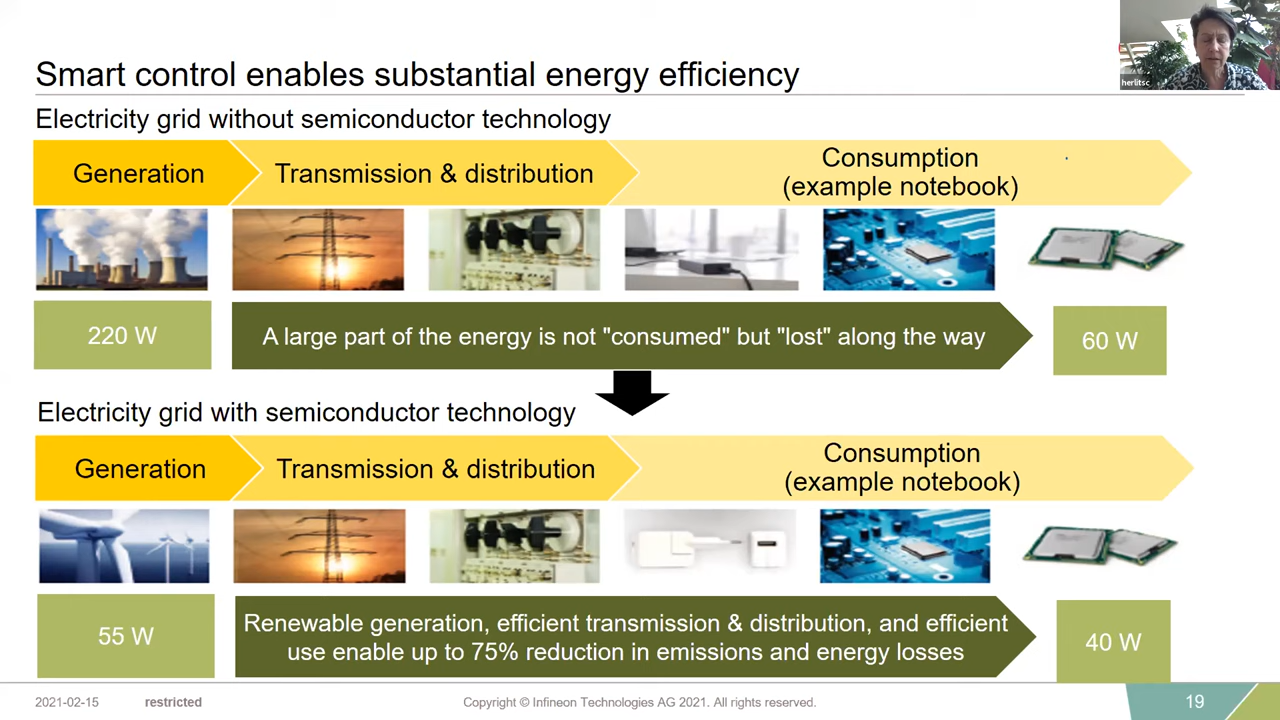 Smart control enables substantial energy efficiency
herlitsc
Electricity grid without semiconductor technology
Generation
Transmission & distribution
Consumption
(example notebook)
220 W
A large part of the energy is not "consumed" but "lost" along the way
60 W
Electricity grid with semiconductor technology
Generation
Transmission & distribution
Consumption
(example notebook)
55 W
Renewable generation, efficient transmission & distribution, and efficient
use enable up to 75% reduction in emissions and energy losses
40 W
2021-02-15
restricted
Copyright © Infineon Technologies AG 2021. All rights reserved.
19